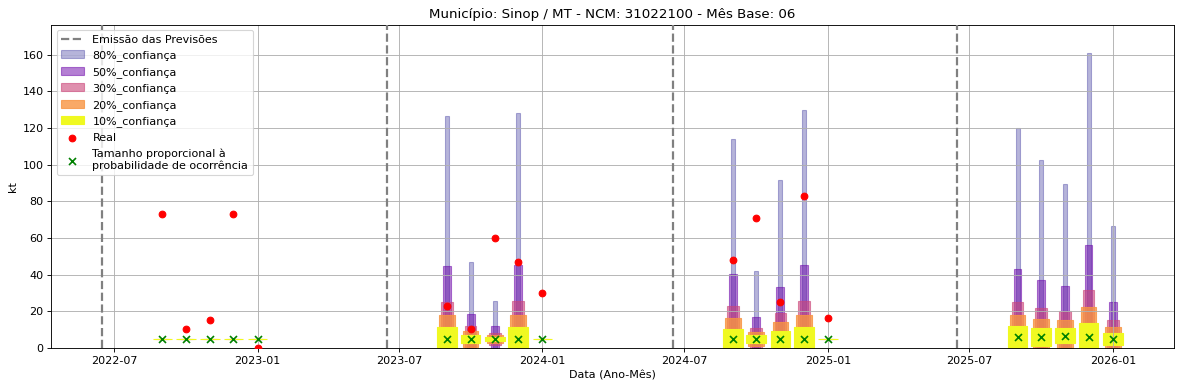 Município: Sinop / MT - NCM: 31022100 - Mês Base: 06
Emissão das Previsões
80%_confiança
50%_confiança
30%_confiança
20%_confiança
10%_confiança
Real
Tamanho proporcional à
probabilidade de ocorrência
160
140
120
100
80
60
40
20
0
kt
2022-07
2023-01
2023-07
2024-01
2024-07
2025-01
2025-07
2026-01
Data (Ano-Mês)